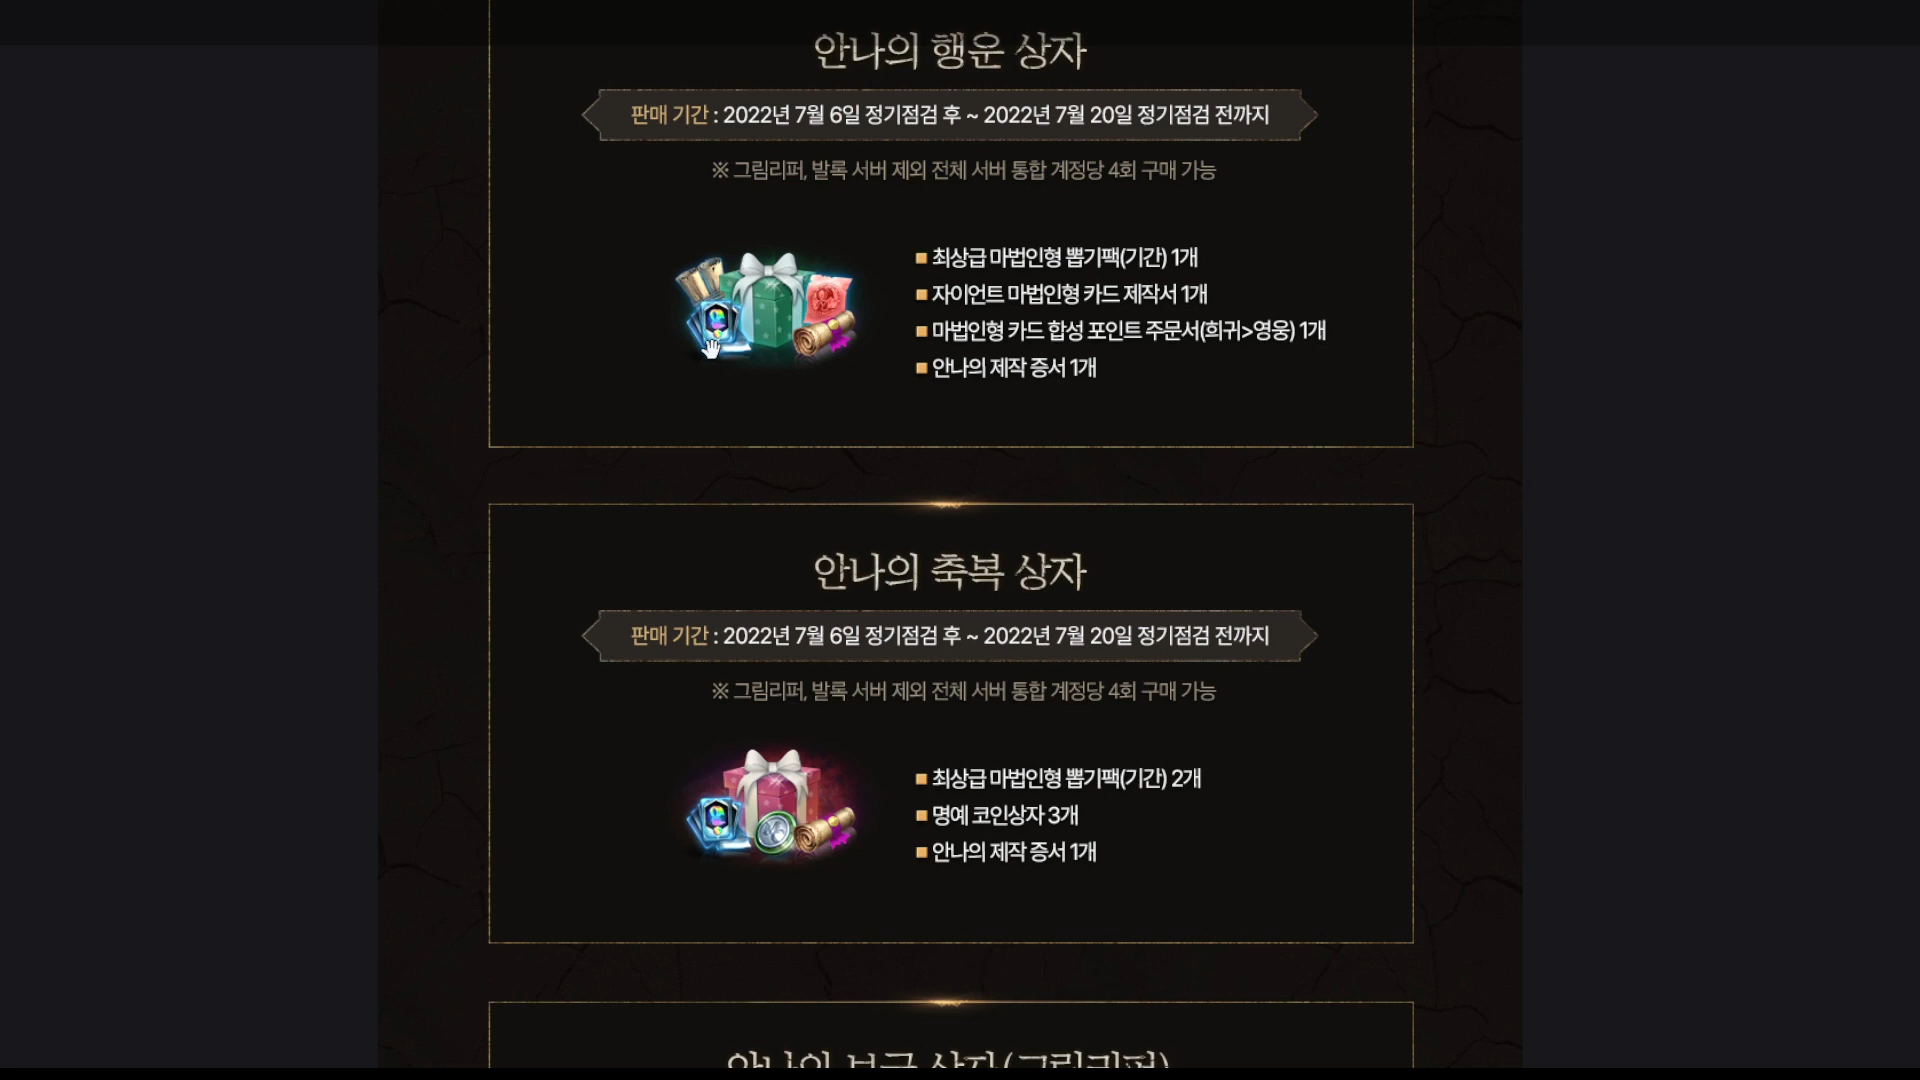 안나의 행운 상자
판매 기간 : 2022년 7월 6일 정기점검 후 ~ 2022년 7월 20일 정기점검 전까지
※ 그림리퍼, 발록 서버 제외 전체 서버 통합 계정당 4회 구매 가능
최상급 마법인형 뽑기팩(기간) 1개
자이언트 마법인형 카드 제작서 1개
마법인형 카드 합성 포인트 주문서(희귀>영웅) 1개
안나의 제작 증서 1개
안나의 축복 상자
판매 기간 : 2022년 7월 6일 정기점검 후 ~ 2022년 7월 20일 정기점검 전까지
※ 그림리퍼, 발록 서버 제외 전체 서버 통합 계정당 4회 구매 가능
최상급 마법인형 뽑기팩(기간) 2개
명예 코인상자 3개
안나의 제작 증서 1개
안나의 보급 상자(그림리퍼)